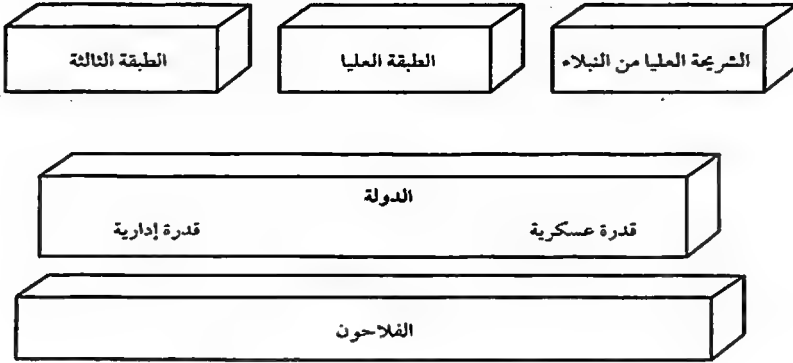 الشريحة العليا من النبلاء
الطبقة العليا
الطبقة الثالثة
الدولة
قدرة عسكرية
قدرة إدارية
الفلاحون